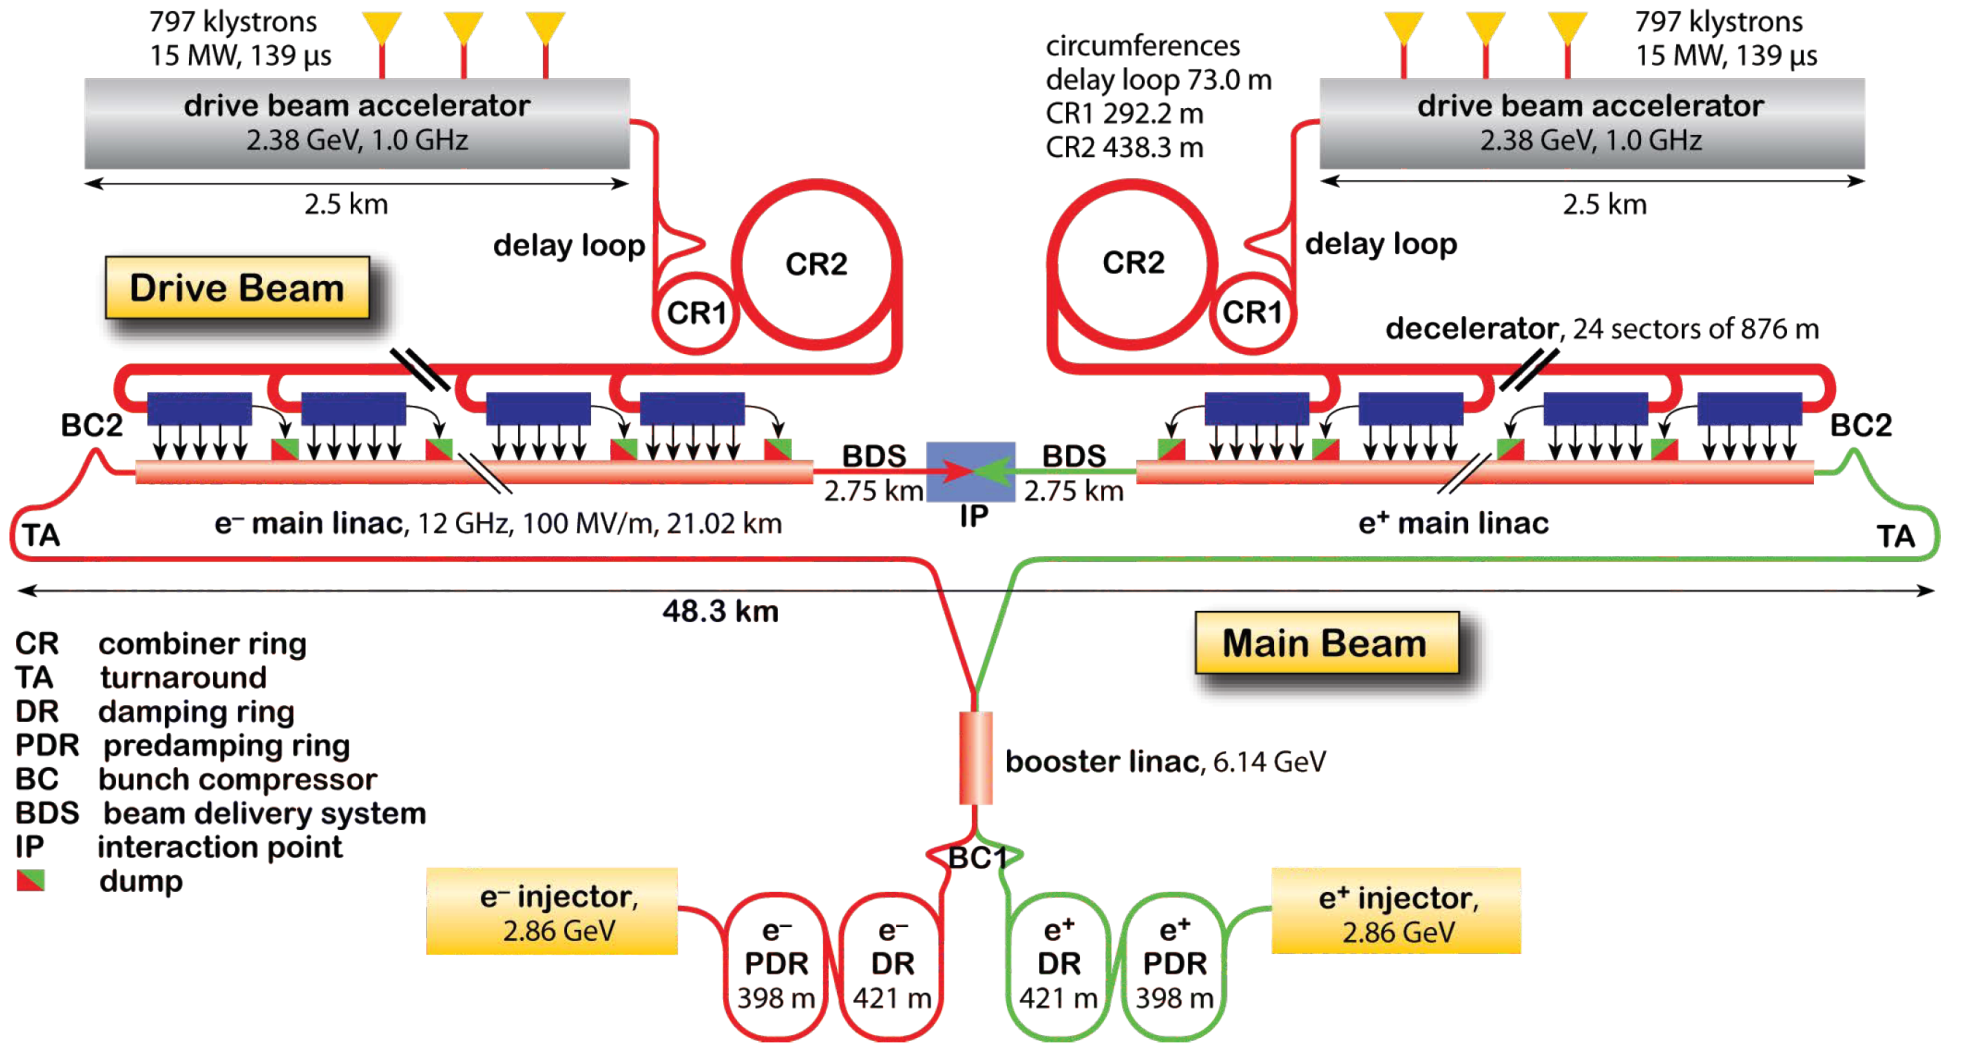 797 klystrons
15 MW, 139 μs
drive beam accelerator
2.38 GeV, 1.0 GHz
2.5 km
delay loop
CR1
CR2
circumferences
delay loop 73.0 m
CR1 292.2 m
CR2 438.3 m
797 klystrons
15 MW, 139 μs
drive beam accelerator
2.38 GeV, 1.0 GHz
2.5 km
CR2
CR1
delay loop
Drive Beam
decelerator, 24 sectors of 876 m
BC2
BDS
2.75 km
IP
BDS
2.75 km
BC2
TA
e– main linac, 12 GHz, 100 MV/m, 21.02 km
e+ main linac
TA
48.3 km
Main Beam
CR combiner ring
TA turnaround
DR damping ring
PDR predamping ring
BC bunch compressor
BDS beam delivery system
IP interaction point
dump
booster linac, 6.14 GeV
BC1
e– injector,
2.86 GeV
e–
PDR
398 m
e–
DR
421 m
e+
DR
421 m
e+
PDR
398 m
e+ injector,
2.86 GeV